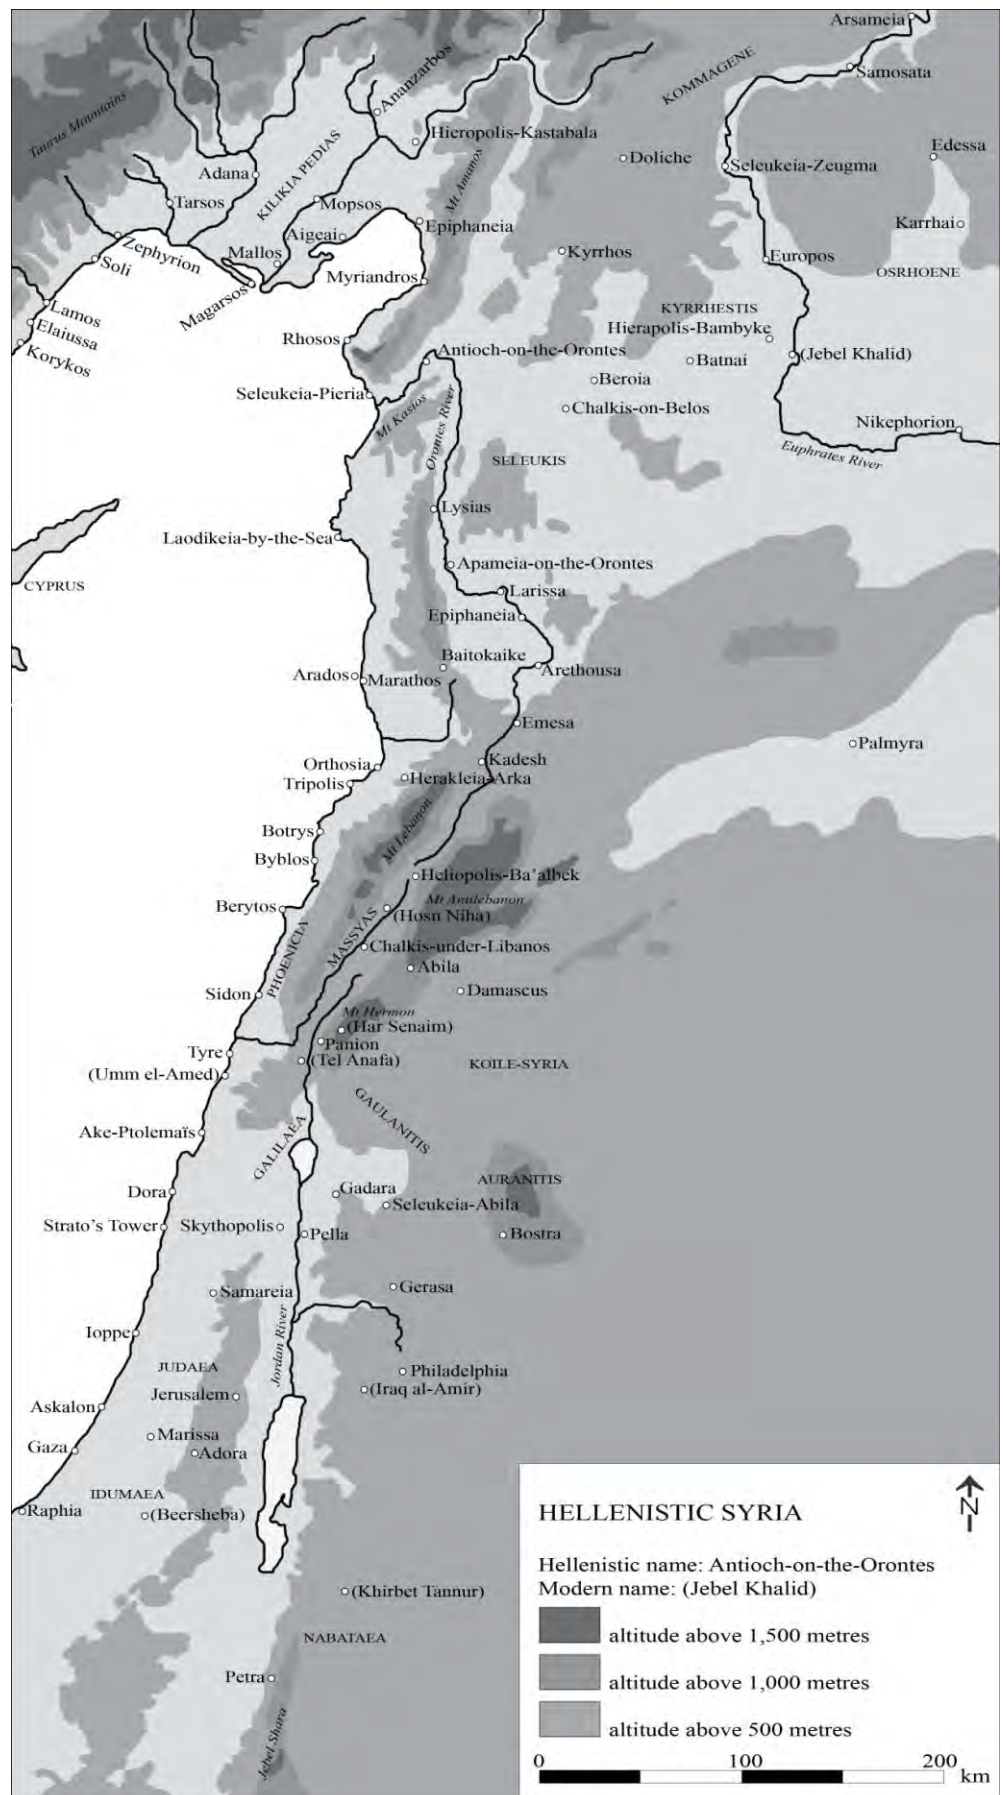 Arsameia
KOMMAGENE
Samosata
Ananzarbos
Taurus Mountains
Hieropolis-Kastabala
Doliche
Edessa
Seleukeia-Zeugma
Adana
KILIKIA PEDIAS
Mt Amanos
Tarsos
Mopsos
Karrhai
Epiphaneia
Aigeai
Zephyrion
Mallos
Kyrrhos
Europos
Soli
Myriandros
OSRHOENE
Magarsos
Lamos
KYRRHESTIS
Elaiussa
Hierapolis-Bambyke
Rhosos
Korykos
Antioch-on-the-Orontes
Batnai
(Jebel Khalid)
Beroia
Seleukeia-Pieria
Mt Kasios
Chalkis-on-Belos
Orontes River
Nikephorion
Euphrates River
SELEUKIS
Lysias
Laodikeia-by-the-Sea
Apameia-on-the-Orontes
CYPRUS
Larissa
Epiphaneia
Baitokaike
Arethousa
Arados
Marathos
Emesa
Palmyra
Orthosia
Kadesh
Tripolis
Herakleia-Arka
Mt Lebanon
Botrys
Byblos
Heliopolis-Ba'albek
Mt Antilebanon
Berytos
(Hosn Niha)
MASSYAS
PHOENICIA
Chalkis-under-Libanos
Abila
Sidon
Damascus
Mt Hermon
(Har Senaim)
Panion
Tyre
(Tel Anafa)
KOILE-SYRIA
(Umm el-Amed)
GAULANITIS
Ake-Ptolemaïs
GALILAEA
AURANITIS
Dora
Gadara
Seleukeia-Abila
Strato's Tower
Skythopolis
Pella
Bostra
Samareia
Gerasa
Ioppe
Jordan River
JUDAEA
Philadelphia
Jerusalem
(Iraq al-Amir)
Askalon
Marissa
Gaza
Adora
IDUMAEA
Raphia
(Beersheba)
(Khirbet Tannur)
NABATAEA
Petra
Jebel Shara
N
HELLENISTIC SYRIA
Hellenistic name: Antioch-on-the-Orontes
Modern name: (Jebel Khalid)
altitude above 1,500 metres
altitude above 1,000 metres
altitude above 500 metres
0 100 200
km